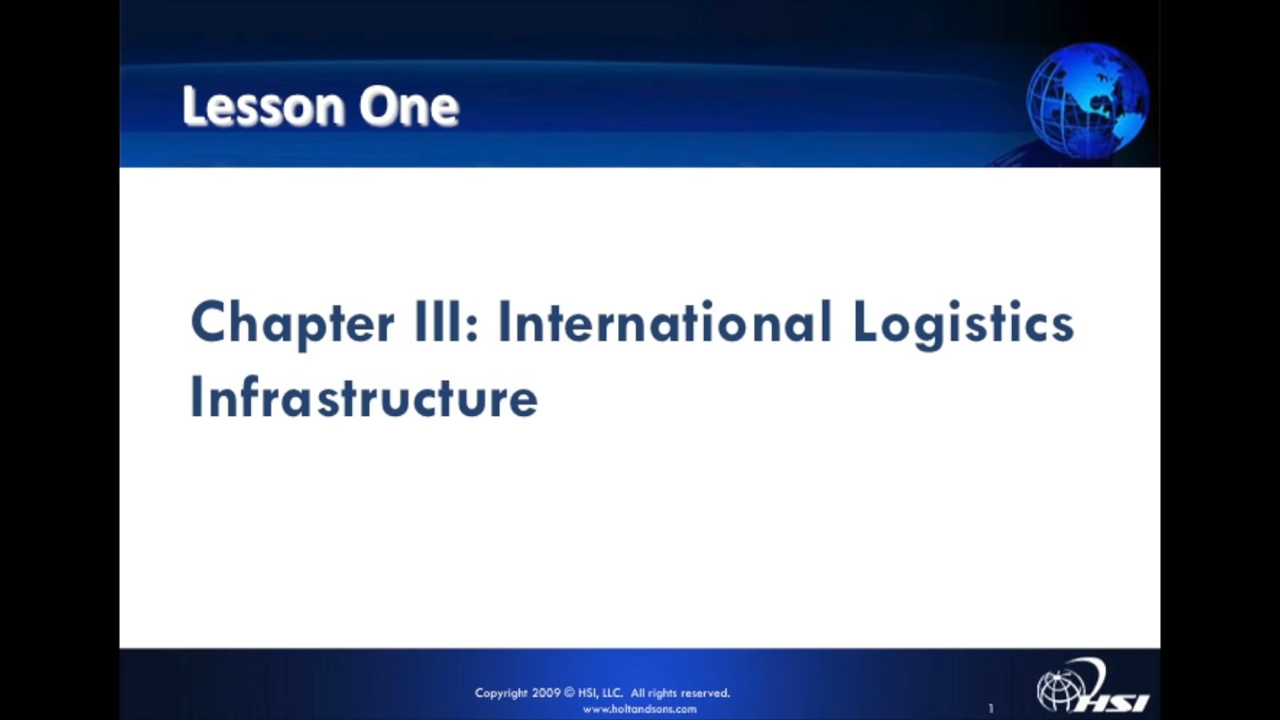 Lesson One
Chapter III: International Logistics
Infrastructure
Copyright 2009 © HSI, LLC. All rights reserved.
www.holtandsons.com
1
HSI